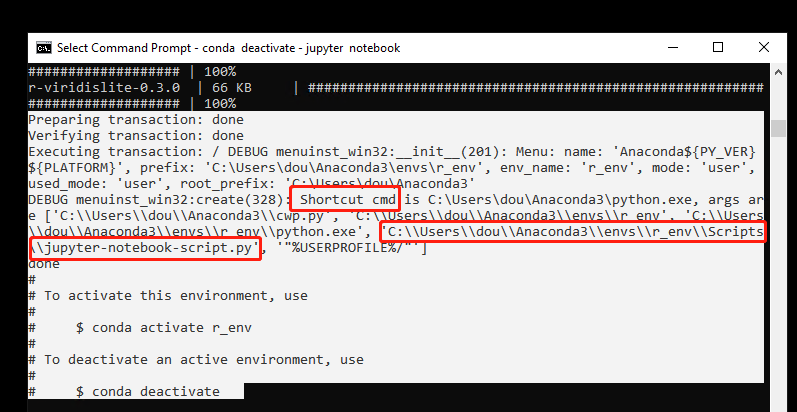 Select Command Prompt - conda deactivate - jupyter notebook
################### | 100%
r-viridislite-0.3.0 | 66 KB | #########################################################
################### | 100%
Preparing transaction: done
Verifying transaction: done
Executing transaction: / DEBUG menuinst_win32:__init__(201): Menu: name: 'Anaconda${PY_VER}
${PLATFORM}', prefix: 'C:\Users\dou\Anaconda3\envs\r_env', env_name: 'r_env', mode: 'user',
used_mode: 'user', root_prefix: 'C:\Users\dou\Anaconda3'
DEBUG menuinst_win32:create(328): Shortcut cmd is C:\Users\dou\Anaconda3\python.exe, args ar
e ['C:\\Users\\dou\\Anaconda3\\cwp.py', 'C:\\Users\\dou\\Anaconda3\\envs\\r_env', 'C:\\Users
\\dou\\Anaconda3\\envs\\r_env\\python.exe', 'C:\\Users\\dou\\Anaconda3\\envs\\r_env\\Scripts
\\jupyter-notebook-script.py', '"%USERPROFILE%/"']
done
#
# To activate this environment, use
#
# $ conda activate r_env
#
# To deactivate an active environment, use
#
# $ conda deactivate